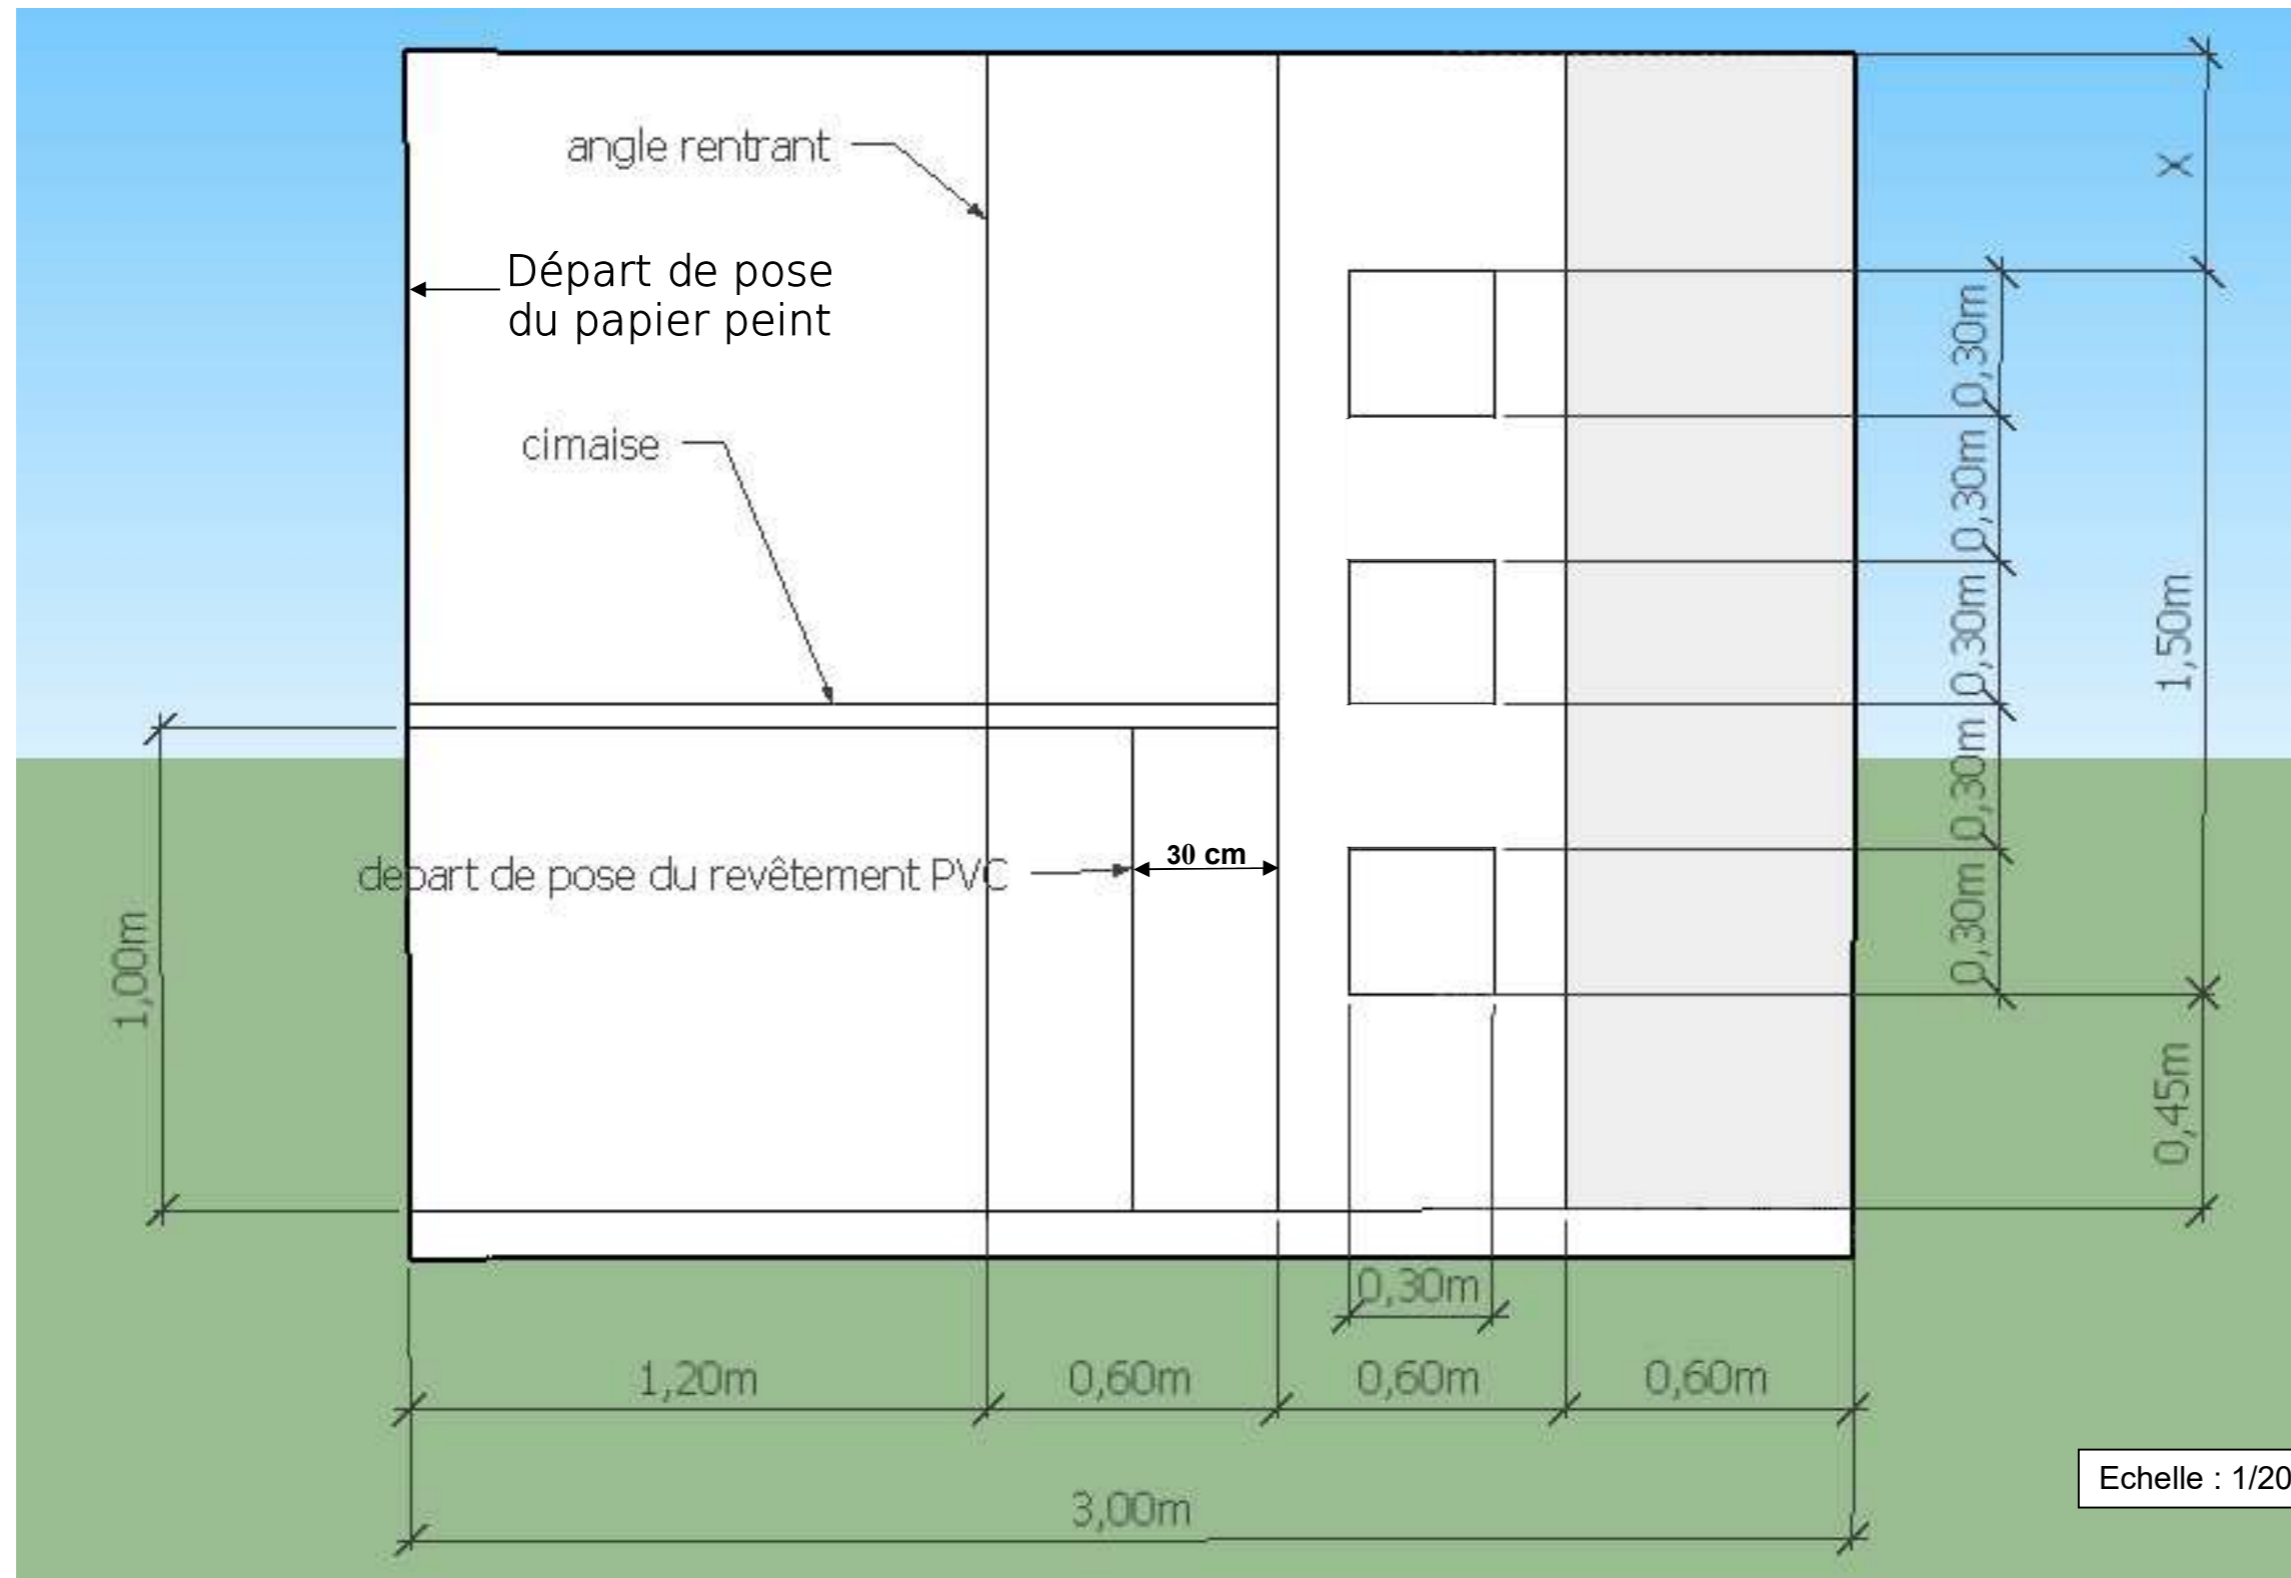 angle rentrant
X
Départ de pose
du papier peint
0,30m
cimaise
0,30m
0,30m
1,50m
0,30m
30 cm
depart de pose du revêtement PVC
0,30m
1,00m
0,45m
0,30m
1,20m
0,60m
0,60m
0,60m
Echelle : 1/20
3,00m